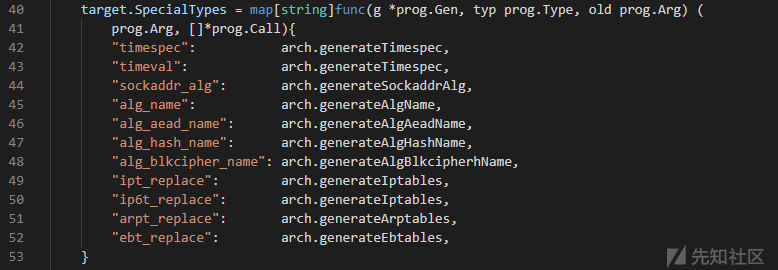 40 target.SpecialTypes = map[string]func(g *prog.Gen, typ prog.Type, old prog.Arg) (
41 prog.Arg, []*prog.Call){
42 "timespec": arch.generateTimespec,
43 "timeval": arch.generateTimespec,
44 "sockaddr_alg": arch.generateSockaddrAlg,
45 "alg_name": arch.generateAlgName,
46 "alg_aead_name": arch.generateAlgAeadName,
47 "alg_hash_name": arch.generateAlgHashName,
48 "alg_blkcipher_name": arch.generateAlgBlkcipherhName,
49 "ipt_replace": arch.generateIptables,
50 "ip6t_replace": arch.generateIptables,
51 "arpt_replace": arch.generateArptables,
52 "ebt_replace": arch.generateEbtables,
53 }
先知社区